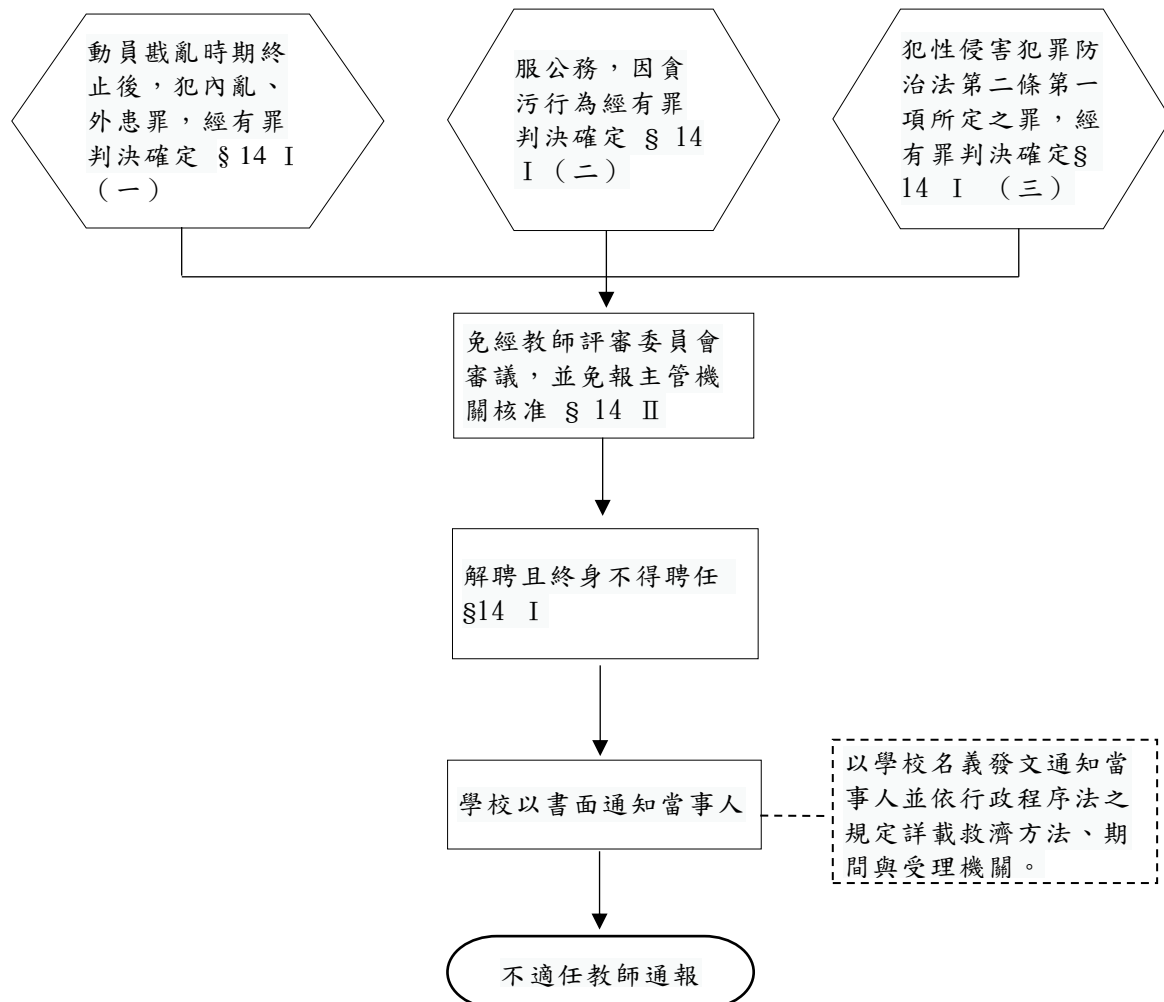 動員戡亂時期終
止後，犯內亂、
外患罪，經有罪
判決確定 §14 I
（一）
服公務，因貪
污行為經有罪
判決確定 § 14
I（二）
犯性侵害犯罪防
治法第二條第一
項所定之罪，經
有罪判決確定§
14 I （三）
免經教師評審委員會
審議，並免報主管機
關核准 § 14 Ⅱ
解聘且終身不得聘任
§14 I
學校以書面通知當事人
以學校名義發文通知當
事人並依行政程序法之
規定詳載救濟方法、期
間與受理機關。
不適任教師通報